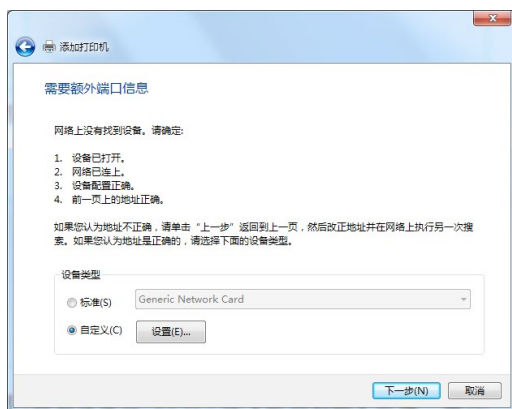 添加打印机
需要额外端口信息
网络上没有找到设备。请确定:
1. 设备已打开。
2. 网络已连上。
3. 设备配置正确。
4. 前一页上的地址正确。
如果您认为地址不正确，请单击“上一步”返回到上一页，然后改正地址并在网络上执行另一次搜
索。如果您认为地址是正确的，请选择下面的设备类型。
设备类型
标准(S) Generic Network Card
自定义(C) 设置(E)...
下一步(N) 取消